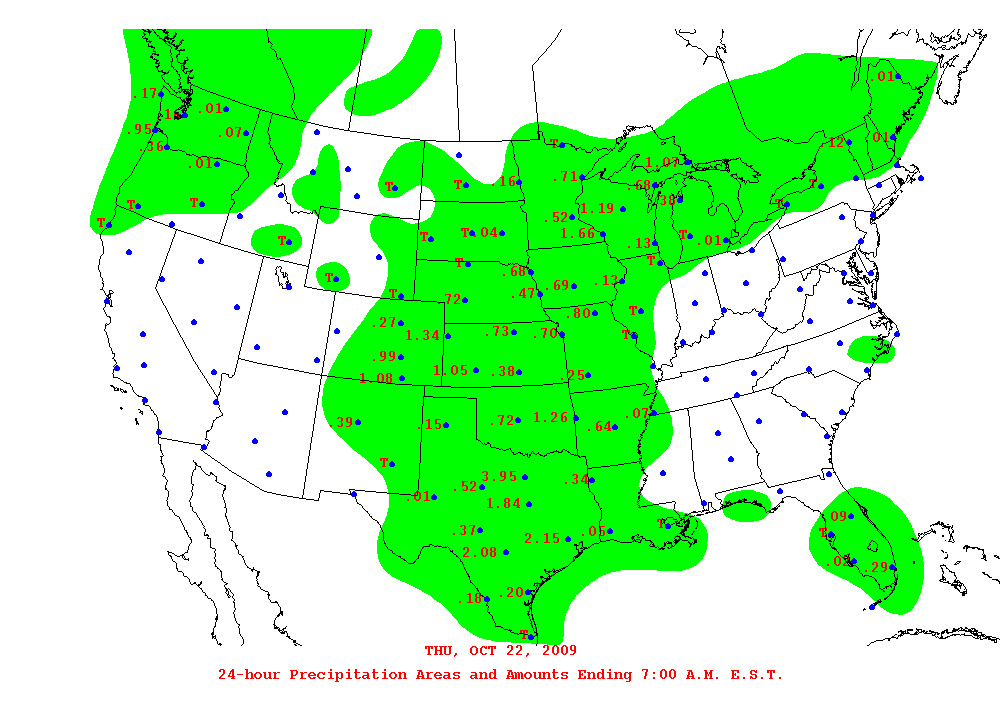 .01
.17
.01
.95
.07
.36
.12
.01
T
1.07
.01
.71
.16
T
T
.68
T
T
T
.38
T
1.19
T
.52
T
T
.04
1.66
T
.01
T
.13
T
T
.68
T
.69
.13
T
.72
.47
.80
T
.27
1.34
.73
.70
T
.99
1.08
1.05
.38
.25
.39
.15
.72
1.26
.64
.07
T
.52
3.95
.34
.01
1.84
.09
.37
2.15
.05
T
T
2.08
.29
.18
.20
T
THU, OCT 22, 2009
24-hour Precipitation Areas and Amounts Ending 7:00 A.M. E.S.T.